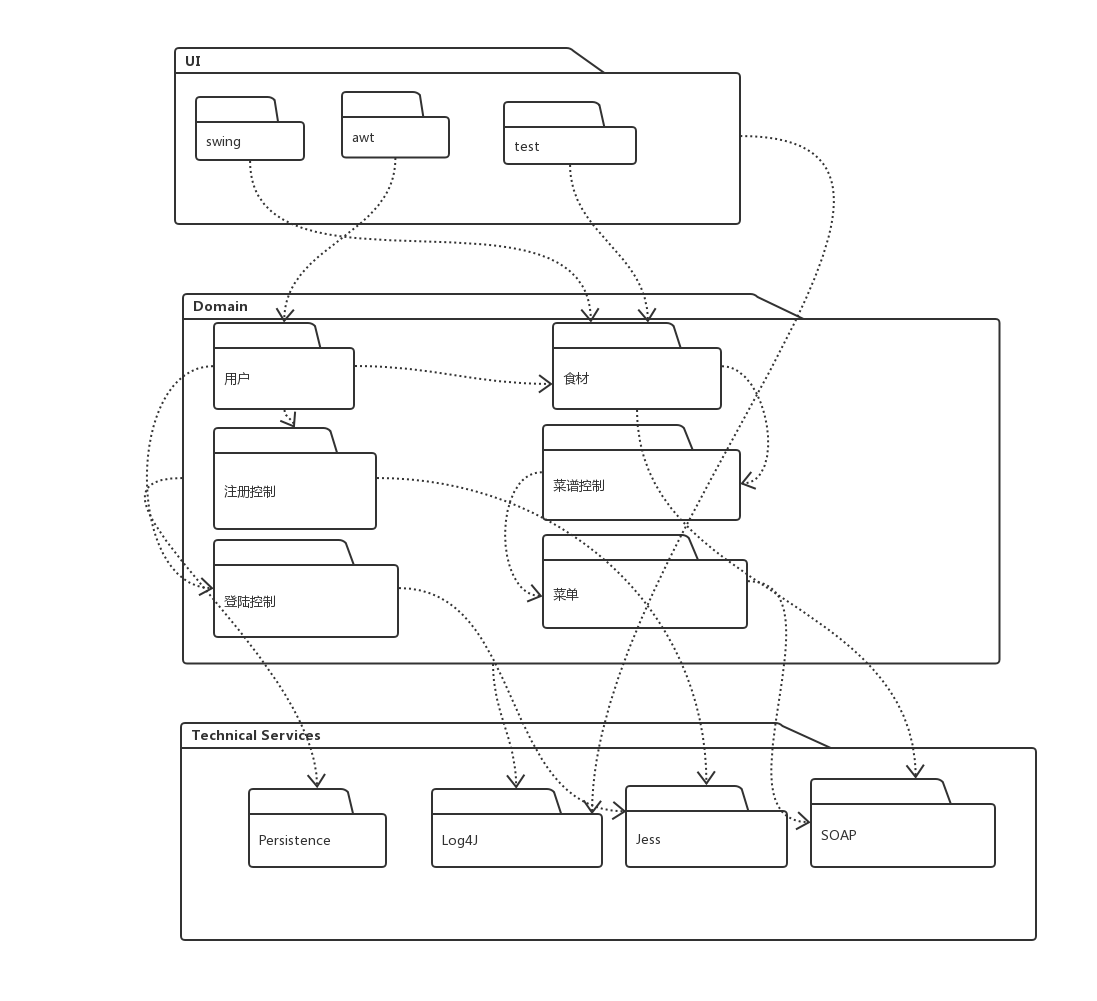 UI
swing
awt
test
Domain
用户
食材
注册控制
菜谱控制
登陆控制
菜单
Technical Services
Persistence
Log4J
Jess
SOAP